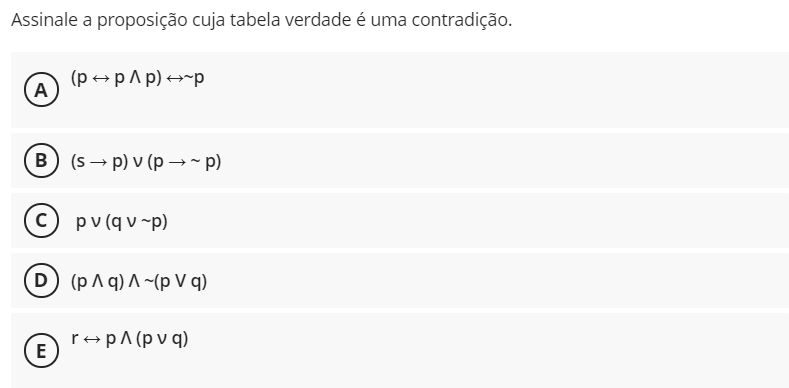 Assinale a proposição cuja tabela verdade é uma contradição.
A (p ↔ p Λ p) ↔~p
B (s → p) ν (p → ~ p)
C p ν (q ν ~p)
D (p Λ q) Λ ~(p V q)
E r ↔ p Λ (p ν q)